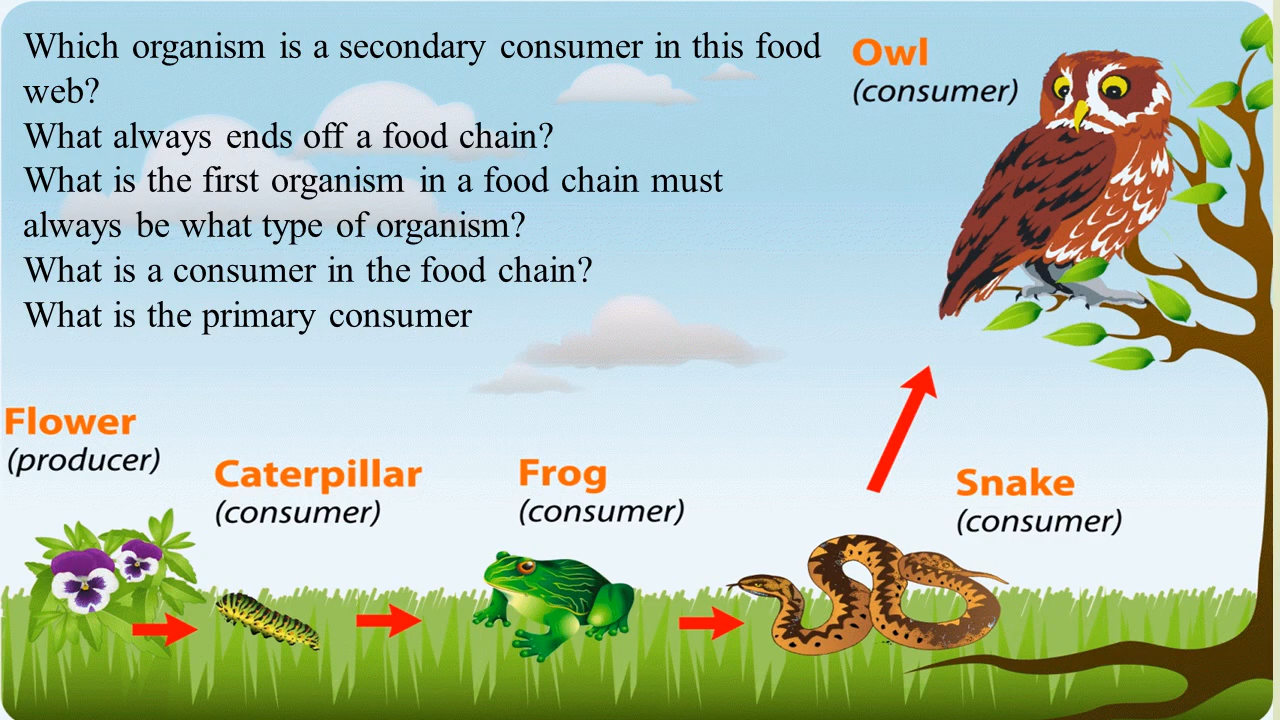 Which organism is a secondary consumer in this food
web?
What always ends off a food chain?
What is the first organism in a food chain must
always be what type of organism?
What is a consumer in the food chain?
What is the primary consumer
Owl
(consumer)
Flower
(producer)
Caterpillar
(consumer)
Frog
(consumer)
Snake
(consumer)